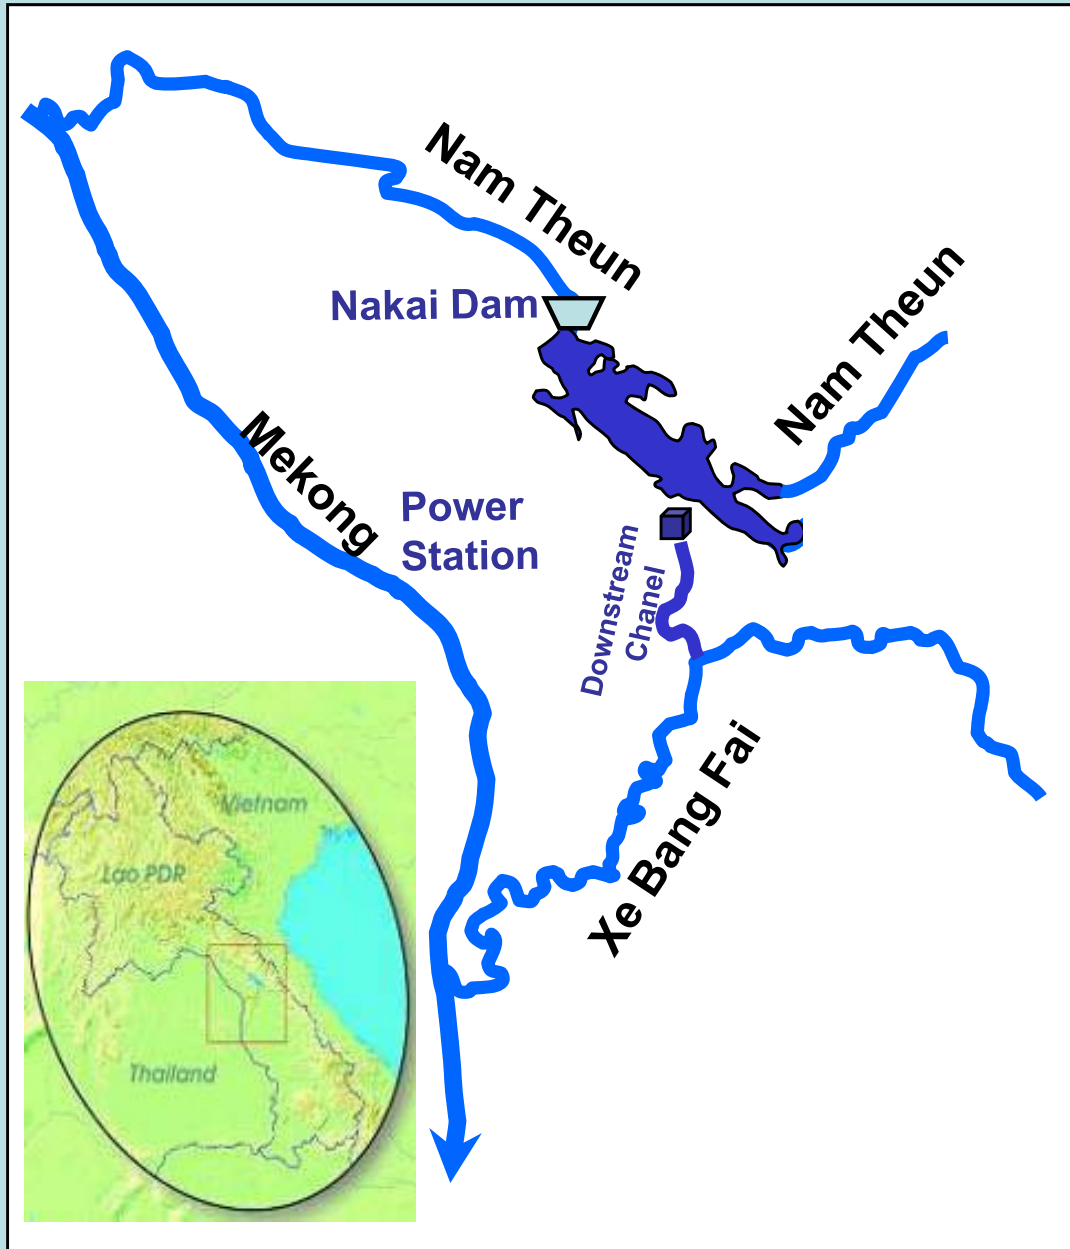 Nam Theun
Nam Theun
Nakai Dam
Mekong
Power
Station
Downstream
Chanel
Xe Bang Fai
Vietnam
Lao PDR
Thailand